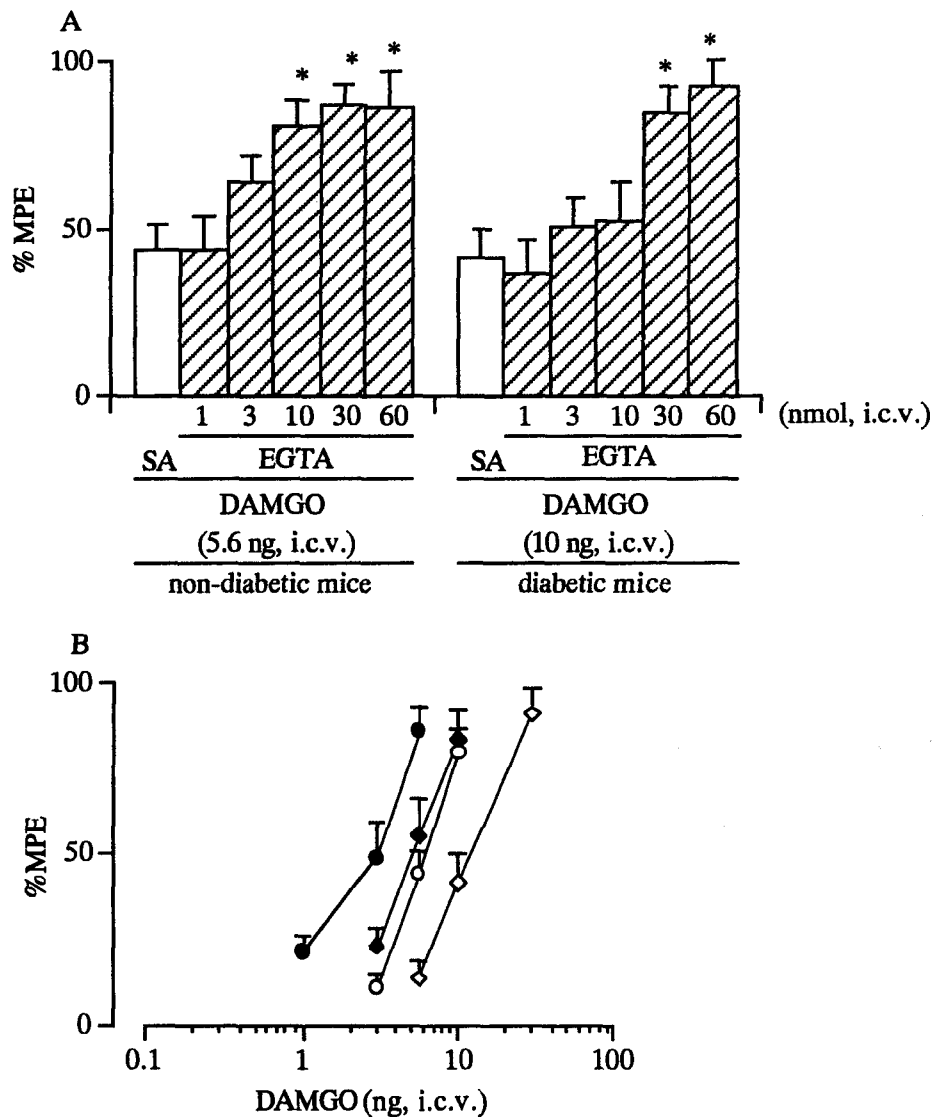 A
100
50
0
% MPE
* * * * *
1 3 10 30 60 1 3 10 30 60 (nmol, i.c.v.)
SA EGTA SA EGTA
DAMGO DAMGO
(5.6 ng, i.c.v.) (10 ng, i.c.v.)
non-diabetic mice diabetic mice
B
100
50
0
%MPE
0.1 1 10 100
DAMGO (ng, i.c.v.)